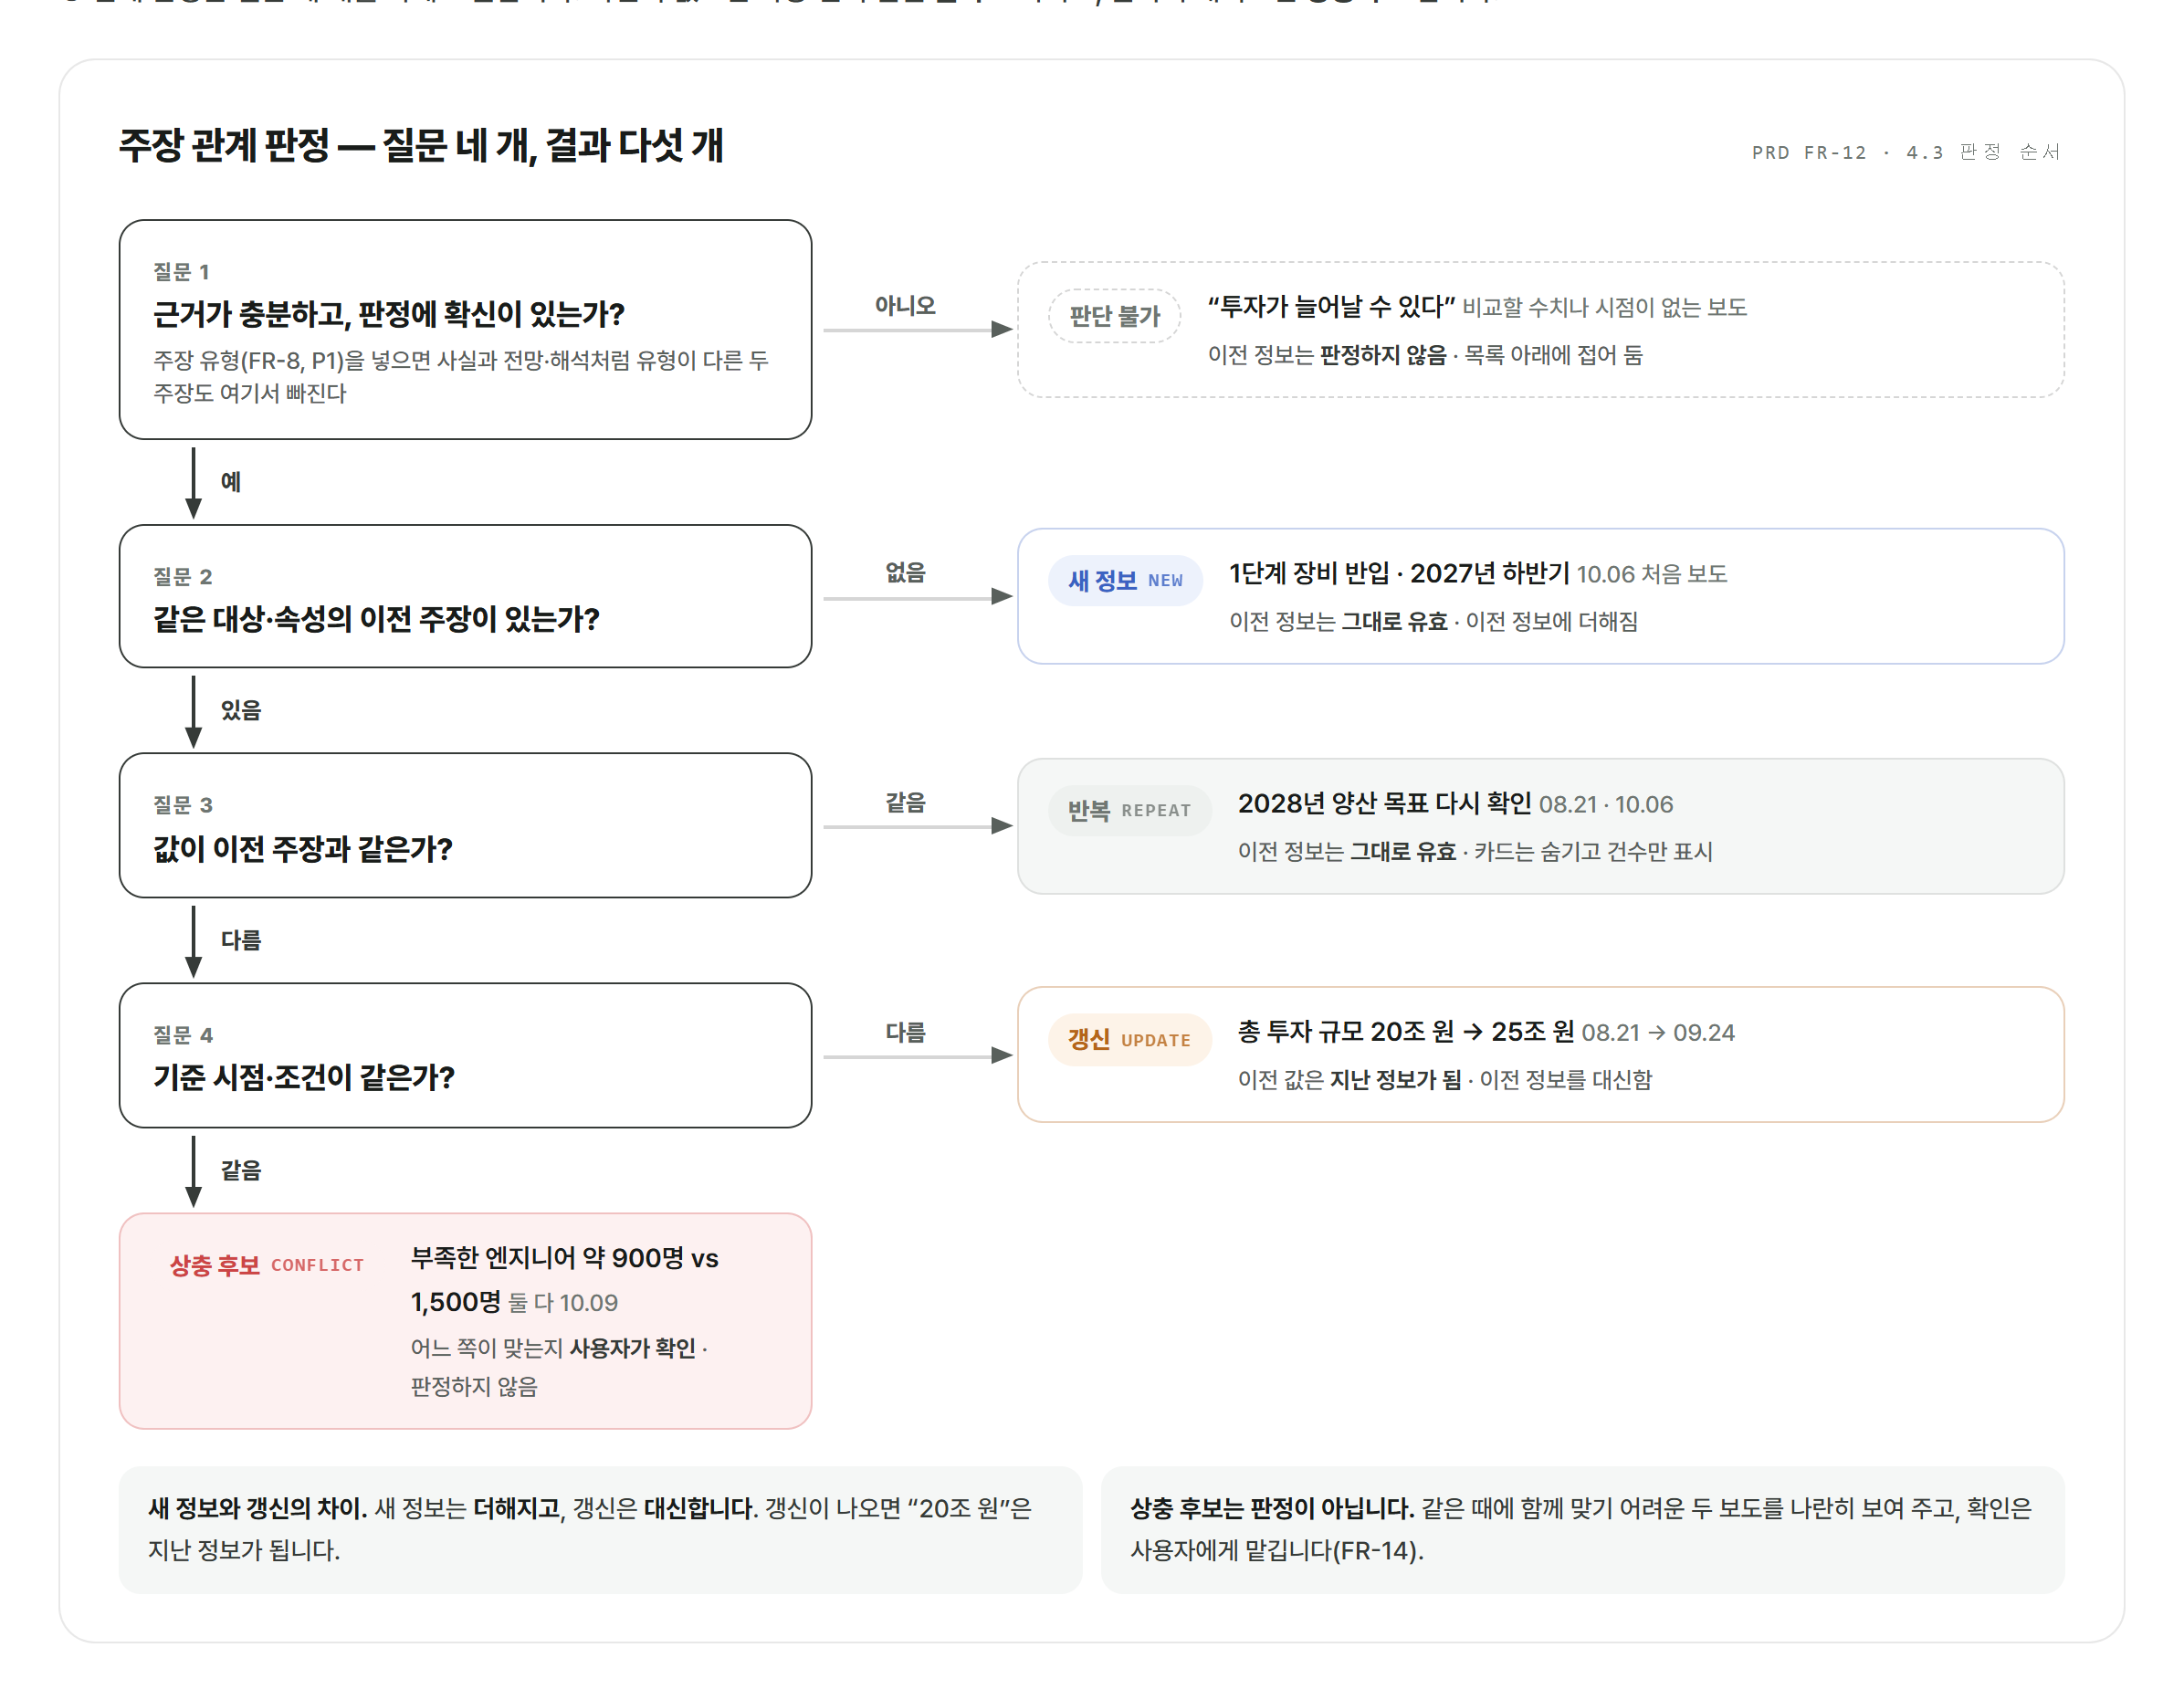 주장 관계 판정 — 질문 네 개, 결과 다섯 개
PRD FR-12 · 4.3 판정 순서
질문 1
근거가 충분하고, 판정에 확신이 있는가?
주장 유형(FR-8, P1)을 넣으면 사실과 전망·해석처럼 유형이 다른 두
주장도 여기서 빠진다
아니오
판단 불가
“투자가 늘어날 수 있다” 비교할 수치나 시점이 없는 보도
이전 정보는 판정하지 않음 · 목록 아래에 접어 둠
예
질문 2
같은 대상·속성의 이전 주장이 있는가?
없음
새 정보 NEW
1단계 장비 반입 · 2027년 하반기 10.06 처음 보도
이전 정보는 그대로 유효 · 이전 정보에 더해짐
있음
질문 3
값이 이전 주장과 같은가?
같음
반복 REPEAT
2028년 양산 목표 다시 확인 08.21 · 10.06
이전 정보는 그대로 유효 · 카드는 숨기고 건수만 표시
다름
질문 4
기준 시점·조건이 같은가?
다름
갱신 UPDATE
총 투자 규모 20조 원 → 25조 원 08.21 → 09.24
이전 값은 지난 정보가 됨 · 이전 정보를 대신함
같음
상충 후보 CONFLICT
부족한 엔지니어 약 900명 vs
1,500명 둘 다 10.09
어느 쪽이 맞는지 사용자가 확인 ·
판정하지 않음
새 정보와 갱신의 차이. 새 정보는 더해지고, 갱신은 대신합니다. 갱신이 나오면 “20조 원”은
지난 정보가 됩니다.
상충 후보는 판정이 아닙니다. 같은 때에 함께 맞기 어려운 두 보도를 나란히 보여 주고, 확인은
사용자에게 맡깁니다(FR-14).